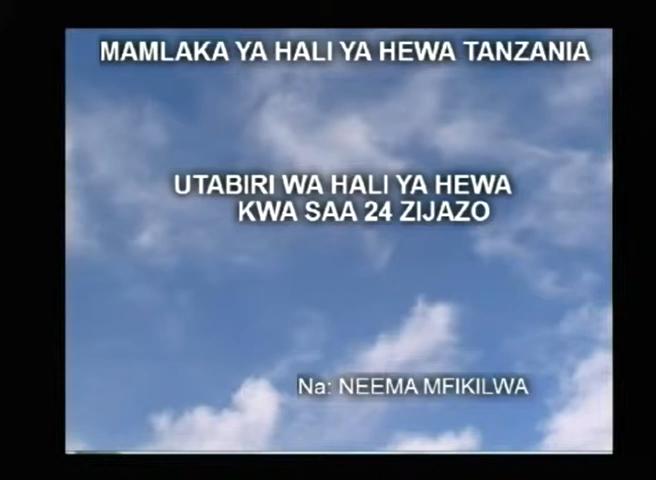 MAMLAKA YA HALI YA HEWA TANZANIA
UTABIRI WA HALI YA HEWA
KWA SAA 24 ZIJAZO
Na: NEEMA MFIKILWA